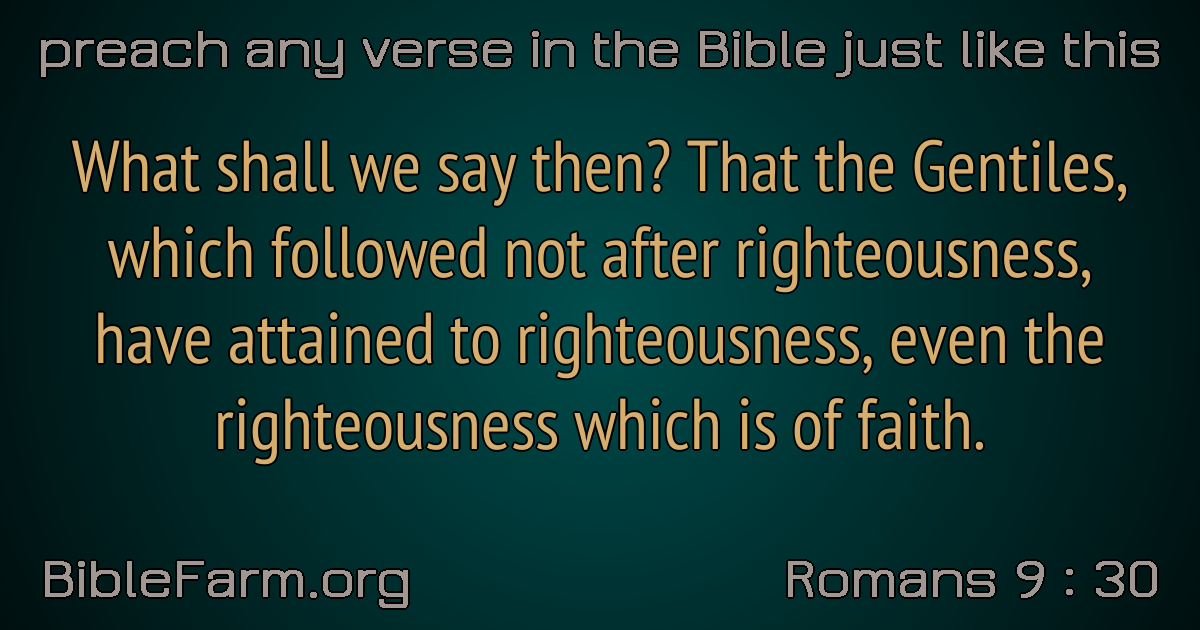 preach any verse in the Bible just like this
What shall we say then? That the Gentiles,
which followed not after righteousness,
have attained to righteousness, even the
righteousness which is of faith.
BibleFarm.org
Romans 9 : 30